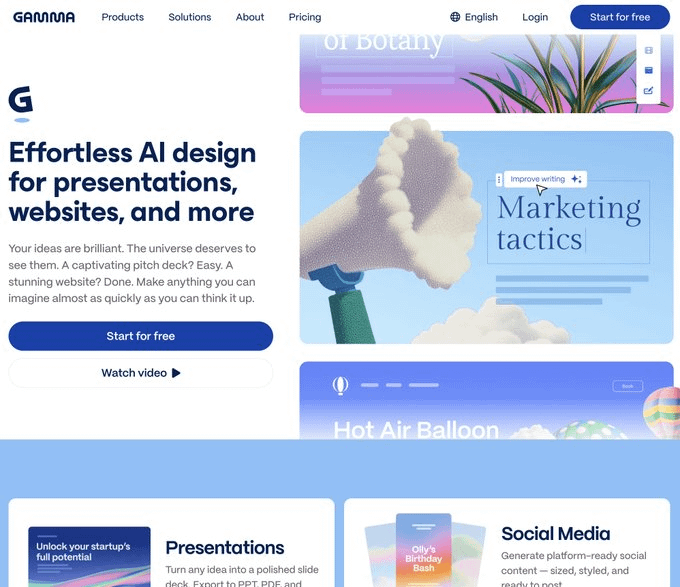 GAMMA Products Solutions About Pricing English Login Start for free
of Botany
G
Effortless AI design
for presentations,
websites, and more
Your ideas are brilliant. The universe deserves to
see them. A captivating pitch deck? Easy. A
stunning website? Done. Make anything you can
imagine almost as quickly as you can think it up.
Start for free
Watch video
Improve writing
Marketing
tactics
Book
Hot Air Balloon
Unlock your startup's
full potential
Presentations
Turn any idea into a polished slide
deck. Export to PPT, PDF, and
Olly's
Birthday
Bash
Social Media
Generate platform-ready social
content — sized, styled, and
ready to post